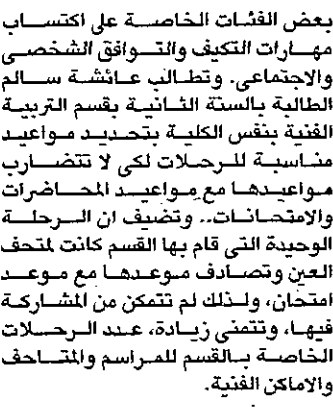 بعض الفئات الخاصة على اكتساب
مهارات التكيف والتوافق الشخصى
والاجتماعى. وتطالب عائشة سالم
الطالبة بالسنة الثانية بقسم التربية
الفنية بنفس الكلية بتحديد مواعيد
مناسبة للرحلات لكى لا تتضارب
مواعيدها مع مواعيد المحاضرات
والامتحانات.. وتضيف ان الرحلة
الوحيدة التى قام بها القسم كانت لمتحف
العين وتصادف موعدها مع موعد
امتحان، ولذلك لم تتمكن من المشاركة
فيها، وتتمنى زيادة، عدد الرحلات
الخاصة بالقسم للمراسم والمتاحف
والاماكن الفنية.